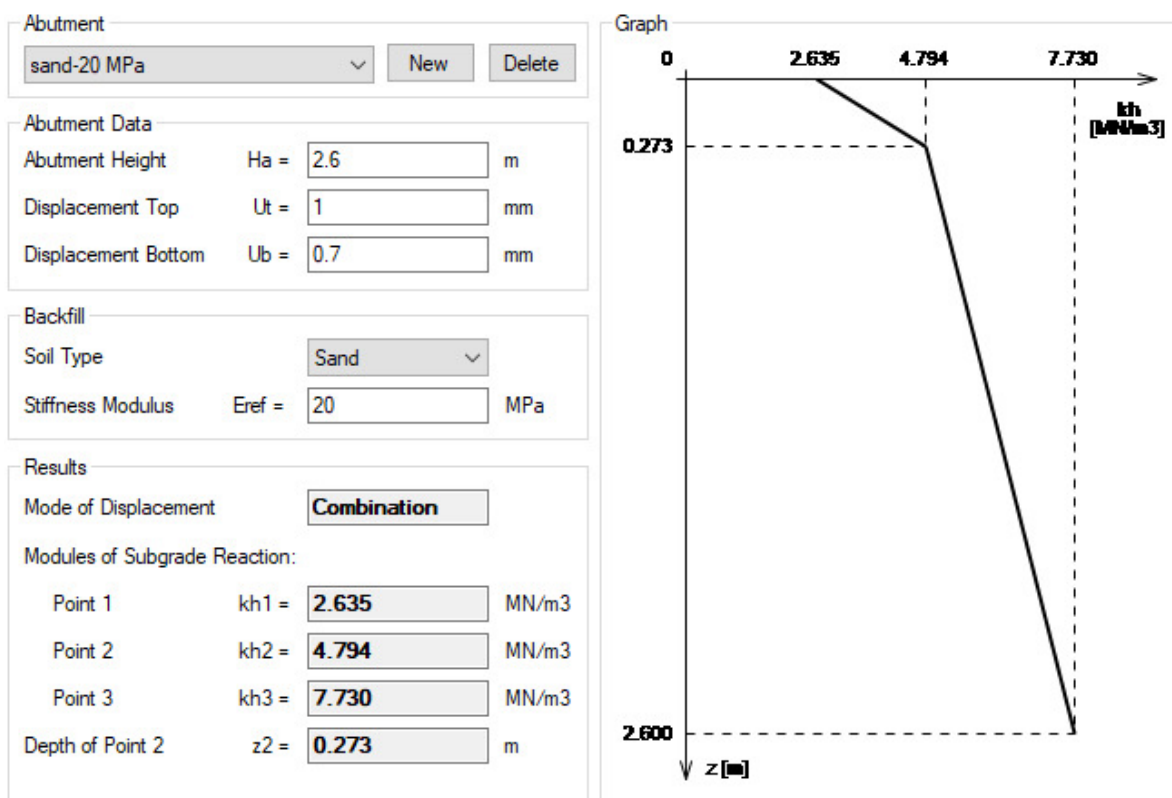 Abutment
sand-20 MPa New Delete
Abutment Data
Abutment Height Ha = 2.6 m
Displacement Top Ut = 1 mm
Displacement Bottom Ub = 0.7 mm
Backfill
Soil Type Sand
Stiffness Modulus Eref = 20 MPa
Results
Mode of Displacement Combination
Modules of Subgrade Reaction:
Point 1 kh1 = 2.635 MN/m3
Point 2 kh2 = 4.794 MN/m3
Point 3 kh3 = 7.730 MN/m3
Depth of Point 2 z2 = 0.273 m
Graph
0 2.635 4.794 7.730
kh
[MN/m3]
0.273
2.600
z [m]